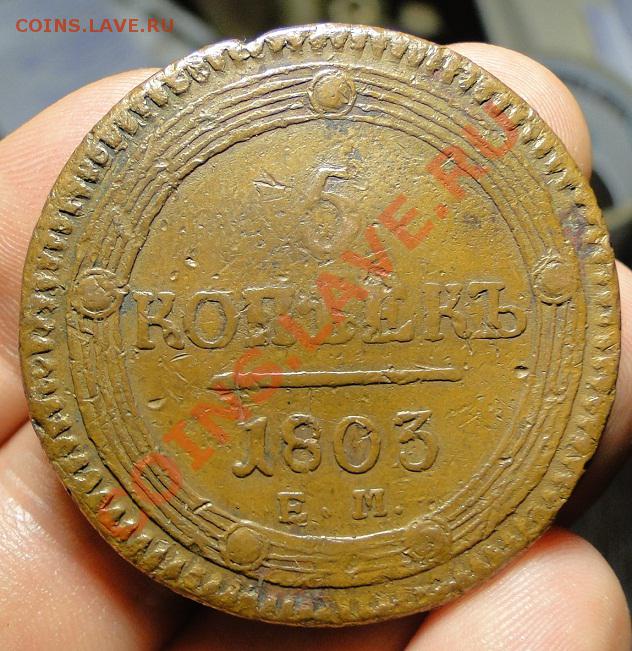 COINS.LAVE.RU
5
КОПѢЕКЪ
1803
Е. М.
COINS.LAVE.RU